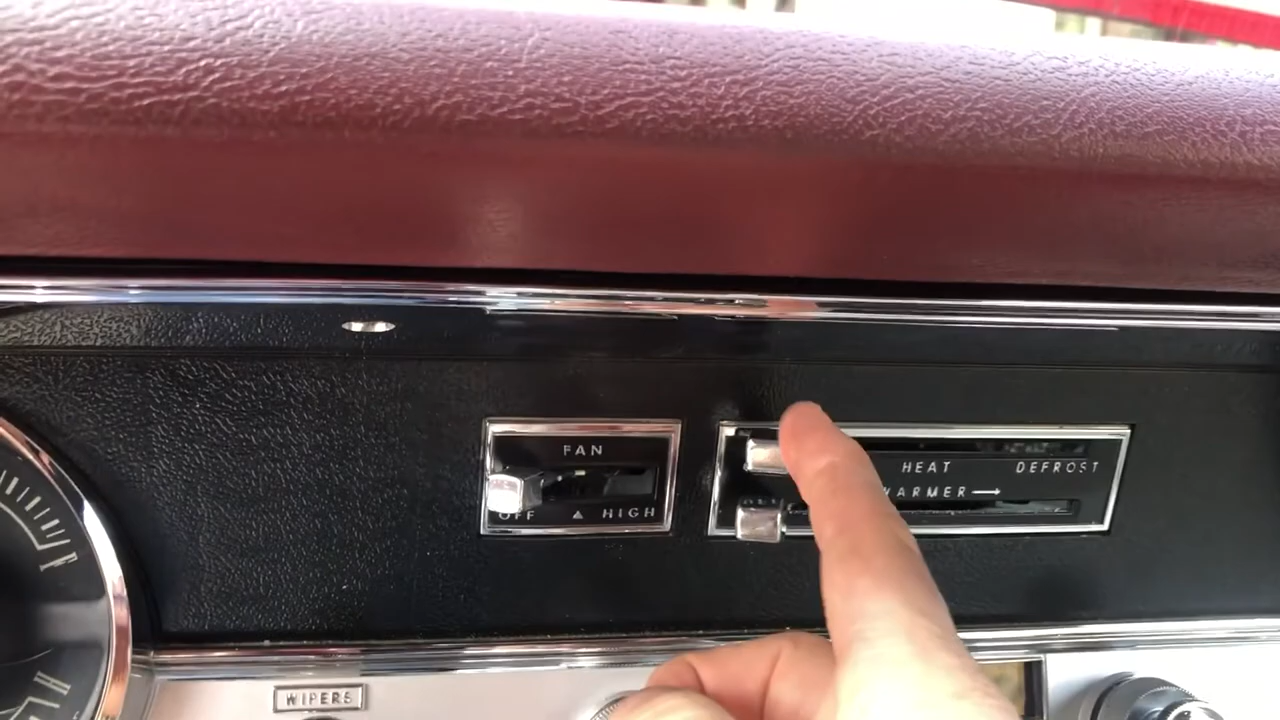 FAN
OFF ▲ HIGH
HEAT DEFROST
WARMER→
F
H
WIPERS